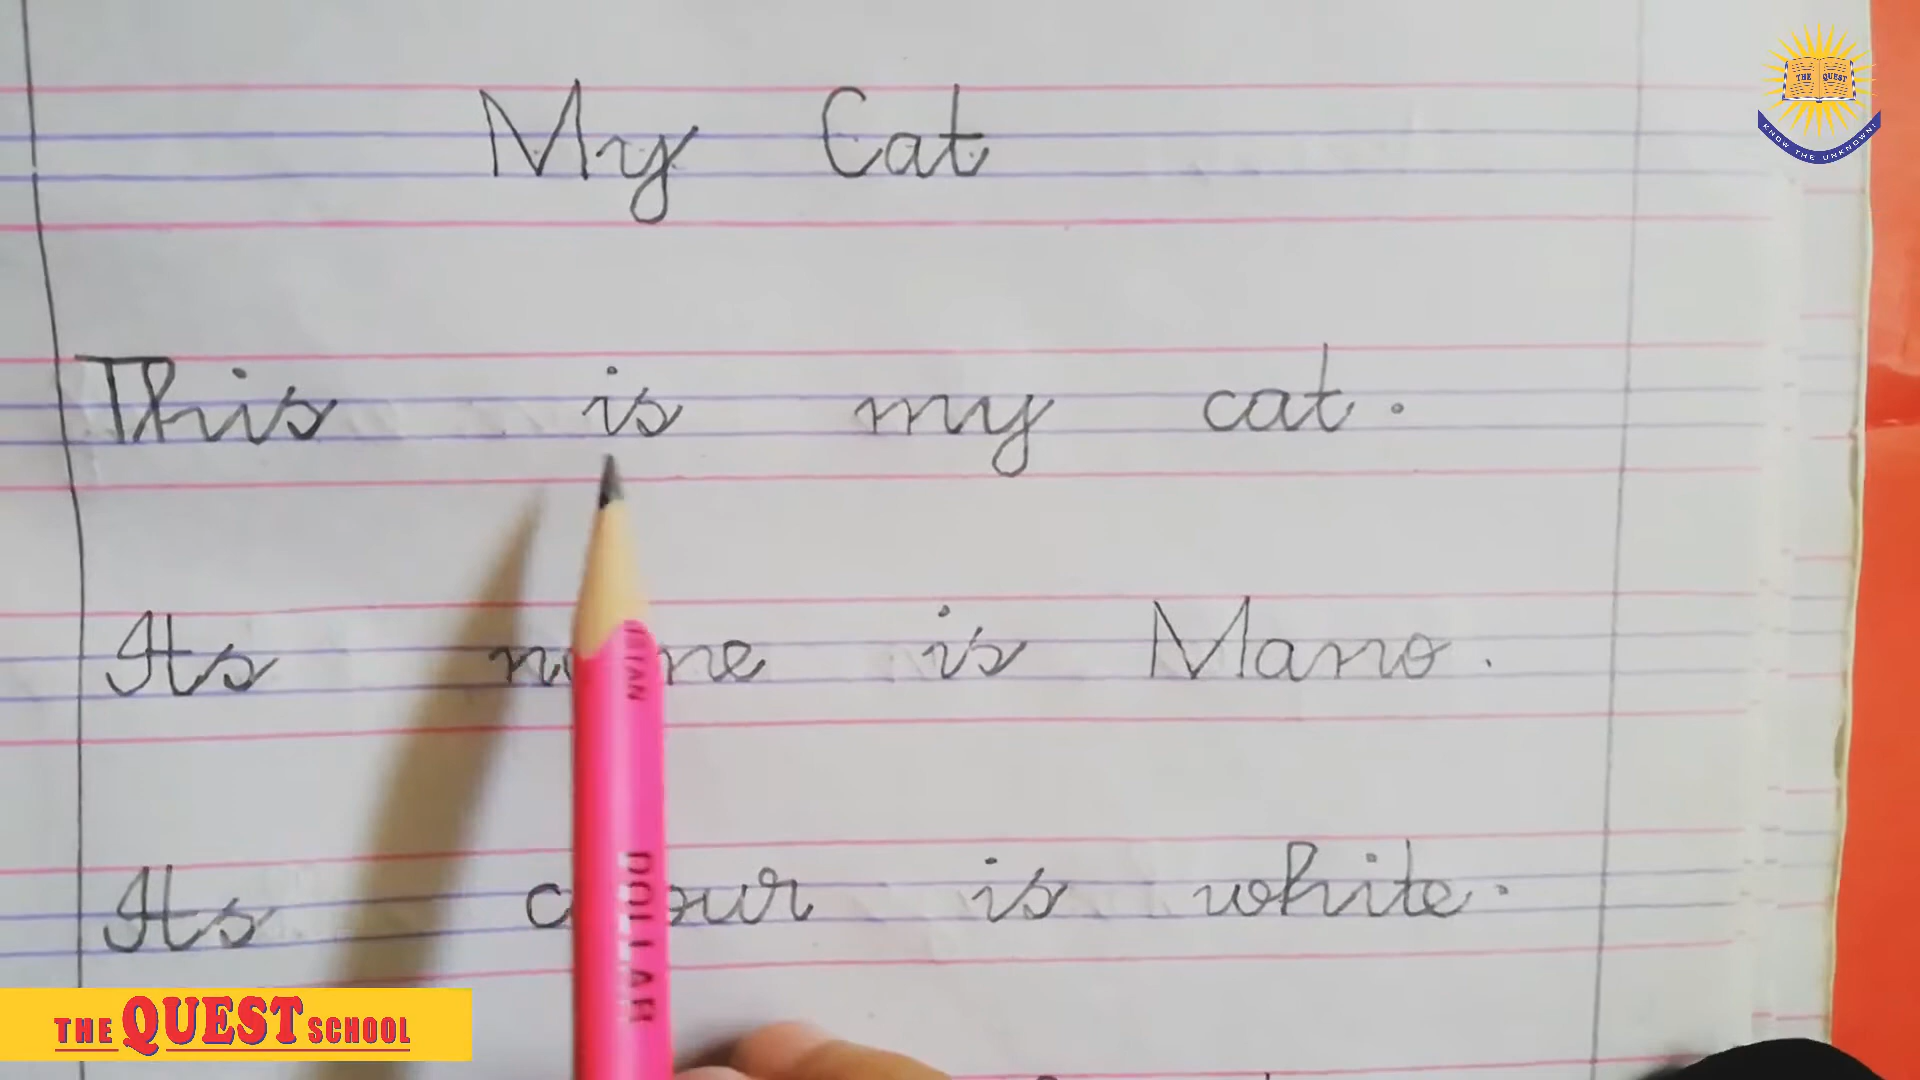 My Cat
This is my cat.
Its name is Mano.
Its colour is white.
THE QUEST
KNOW THE UNKNOWN!
DOLLAR
THE QUEST SCHOOL